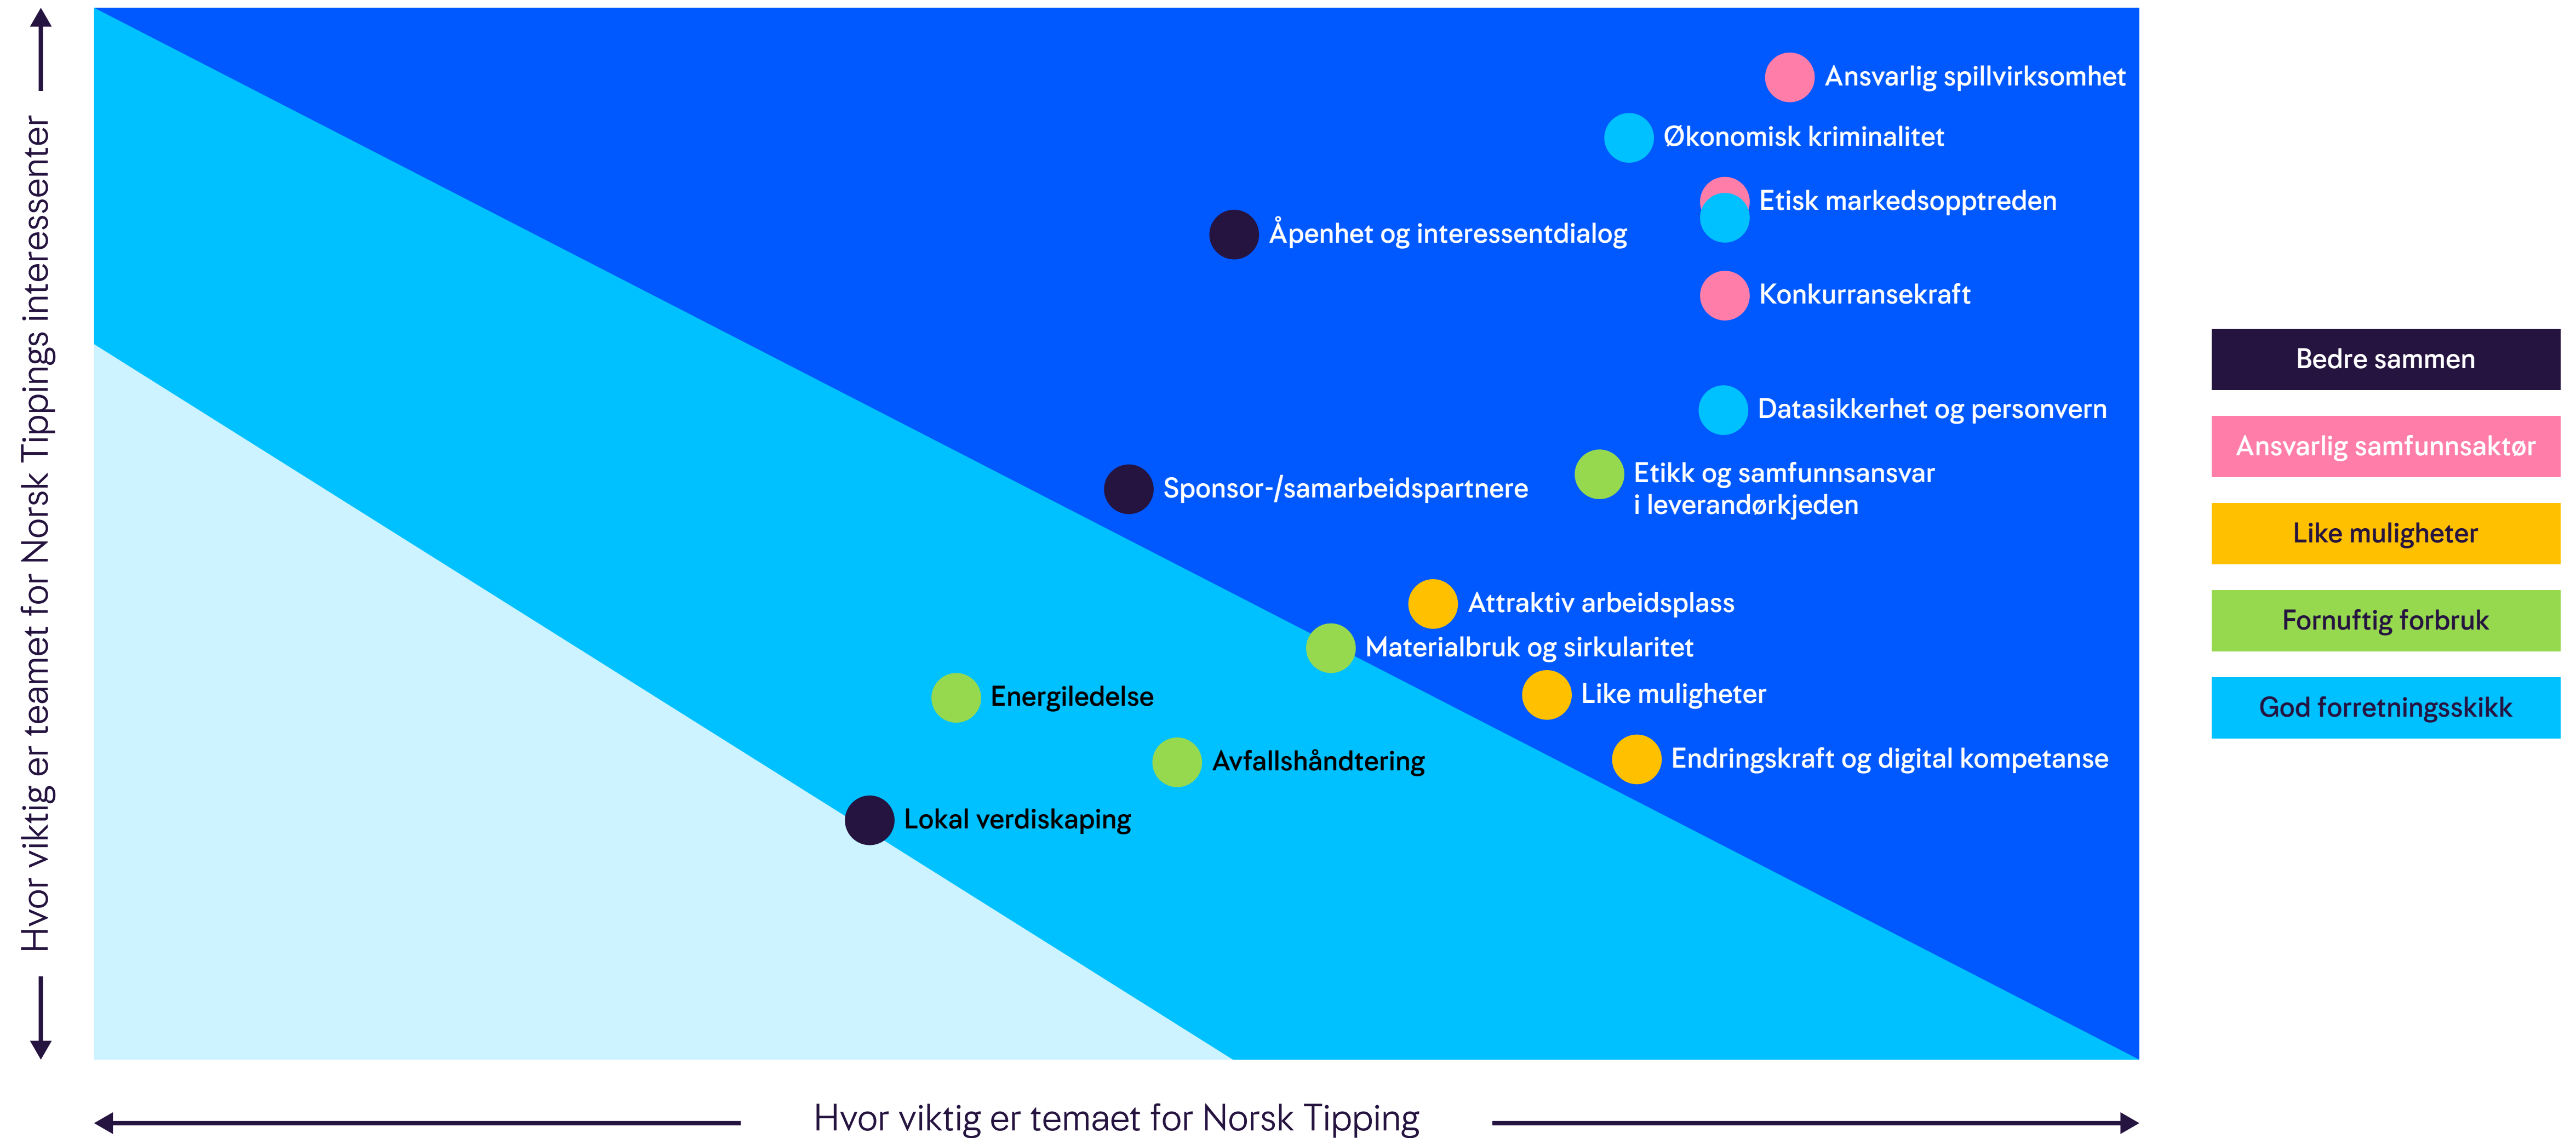 Hvor viktig er teamet for Norsk Tippings interessenter
Ansvarlig spillvirksomhet
Økonomisk kriminalitet
Etisk markedsopptreden
Åpenhet og interessentdialog
Konkurransekraft
Datasikkerhet og personvern
Sponsor-/samarbeidspartnere
Etikk og samfunnsansvar
i leverandørkjeden
Attraktiv arbeidsplass
Materialbruk og sirkularitet
Energiledelse
Like muligheter
Avfallshåndtering
Endringskraft og digital kompetanse
Lokal verdiskaping
Hvor viktig er temaet for Norsk Tipping
Bedre sammen
Ansvarlig samfunnsaktør
Like muligheter
Fornuftig forbruk
God forretningsskikk